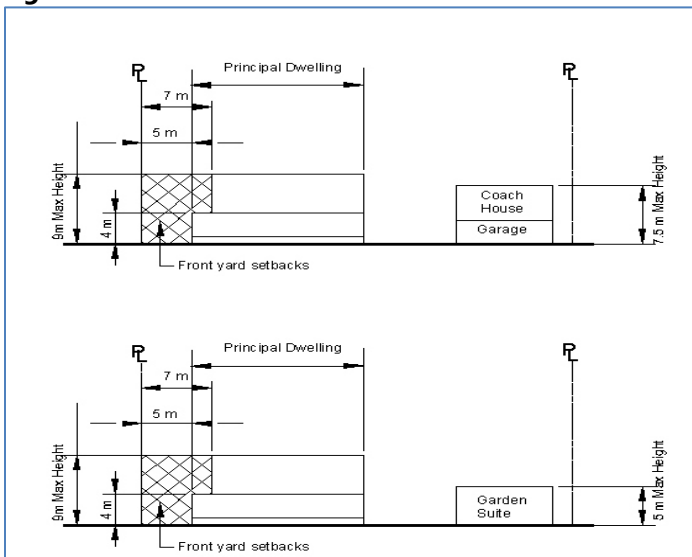 Principal Dwelling
PL
PL
7 m
5 m
9m Max Height
4 m
Coach
House
Garage
7.5 m Max Height
Front yard setbacks
Principal Dwelling
PL
PL
7 m
5 m
9m Max Height
4 m
Garden
Suite
5 m Max Height
Front yard setbacks